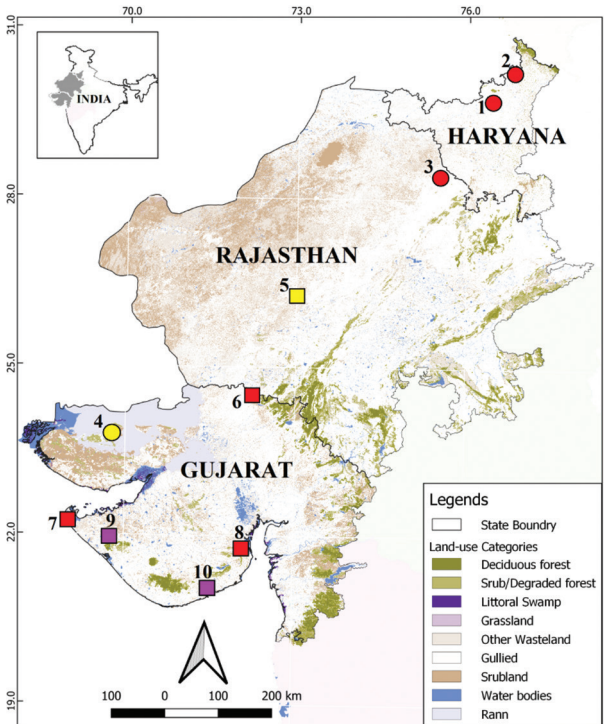 70.0 73.0 76.0
31.0
28.0
25.0
22.0
19.0
INDIA
2
1
HARYANA
3
RAJASTHAN
5
6
4
GUJARAT
7
9
8
10
100 0 100 200 km
Legends
State Boundry
Land-use Categories
Deciduous forest
Srub/Degraded forest
Littoral Swamp
Grassland
Other Wasteland
Gullied
Srubland
Water bodies
Rann